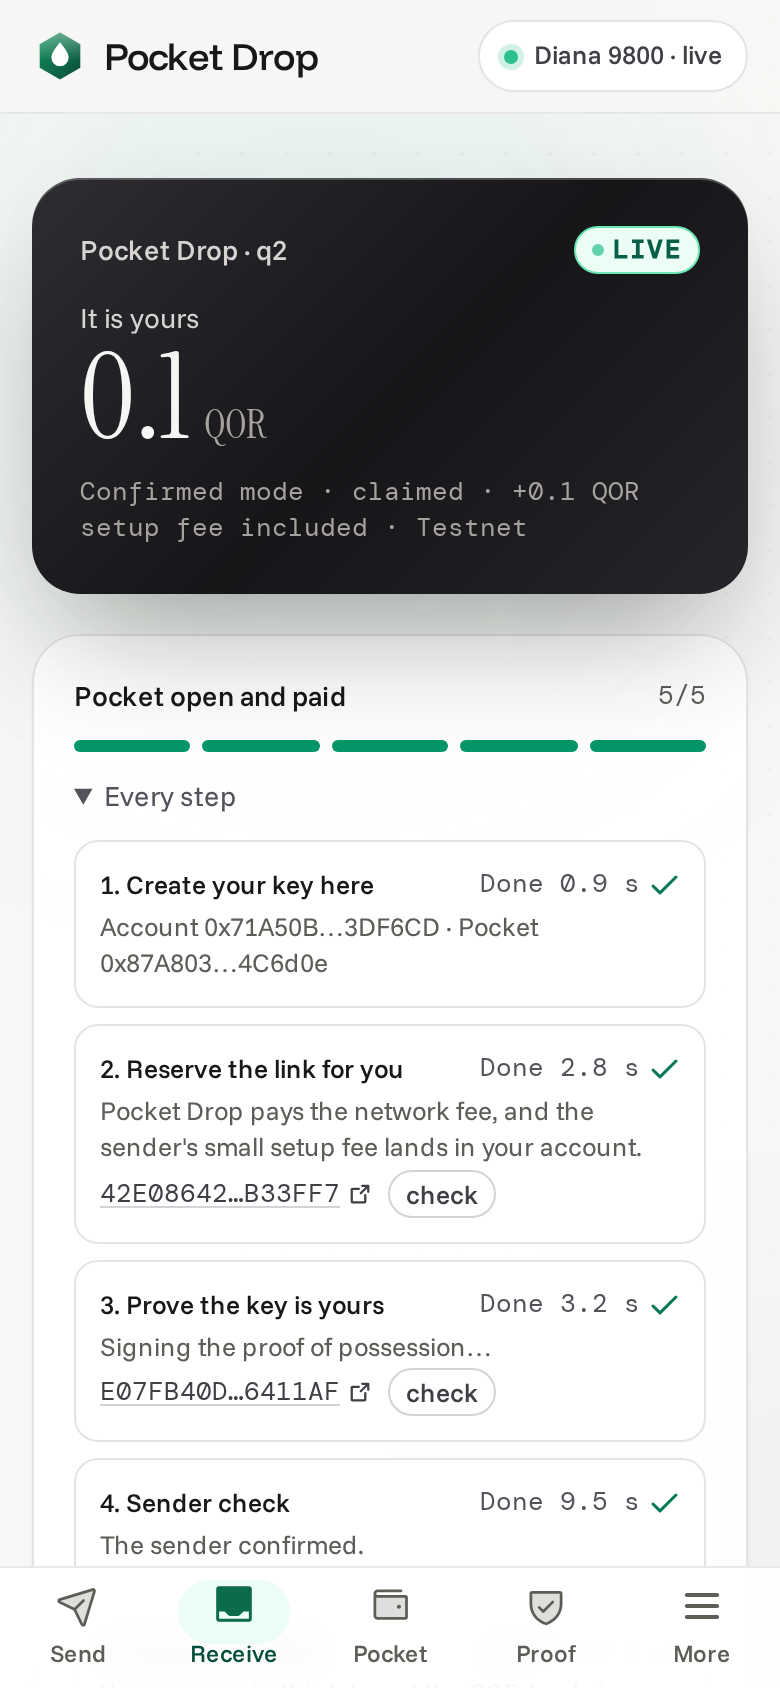 Pocket Drop
Diana 9800 · live
Pocket Drop · q2
LIVE
It is yours
0.1 QOR
Confirmed mode · claimed · +0.1 QOR
setup fee included · Testnet
Pocket open and paid
5/5
▼ Every step
1. Create your key here
Done 0.9 s
Account 0x71A50B...3DF6CD · Pocket
0x87A803...4C6d0e
2. Reserve the link for you
Done 2.8 s
Pocket Drop pays the network fee, and the
sender's small setup fee lands in your account.
42E08642…B33FF7
check
3. Prove the key is yours
Done 3.2 s
Signing the proof of possession...
E07FB40D…6411AF
check
4. Sender check
Done 9.5 s
The sender confirmed.
Send
Receive
Pocket
Proof
More